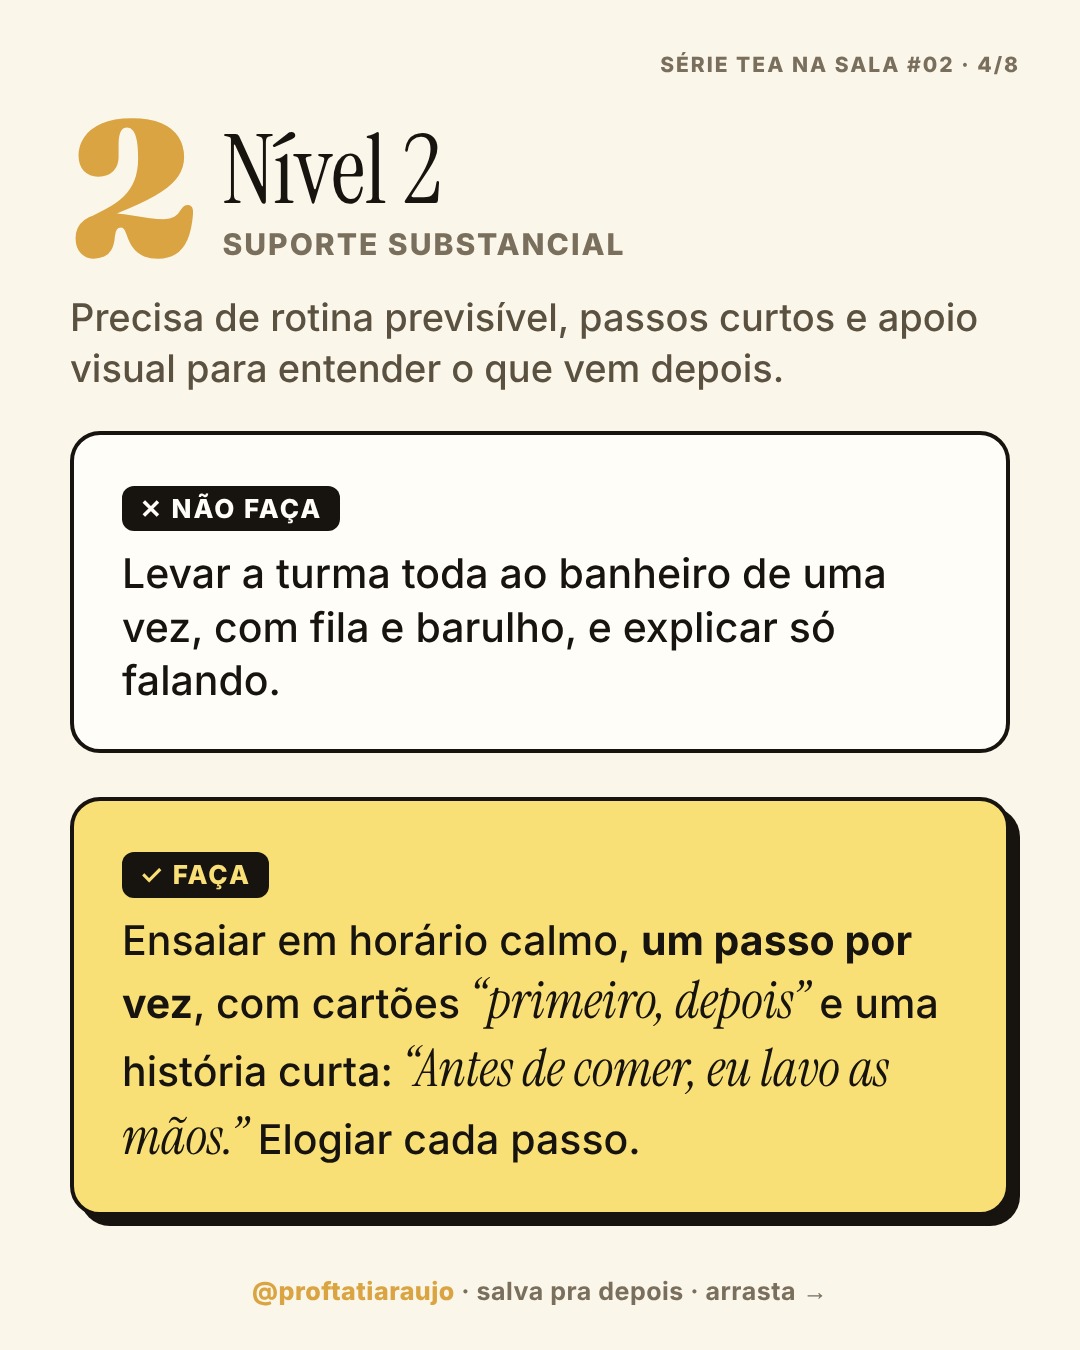 SÉRIE TEA NA SALA #02 · 4/8
2
Nível 2
SUPORTE SUBSTANCIAL
Precisa de rotina previsível, passos curtos e apoio
visual para entender o que vem depois.
✕ NÃO FAÇA
Levar a turma toda ao banheiro de uma
vez, com fila e barulho, e explicar só
falando.
✓ FAÇA
Ensaiar em horário calmo, um passo por
vez, com cartões “primeiro, depois” e uma
história curta: “Antes de comer, eu lavo as
mãos.” Elogiar cada passo.
@proftatiaraujo · salva pra depois · arrasta →